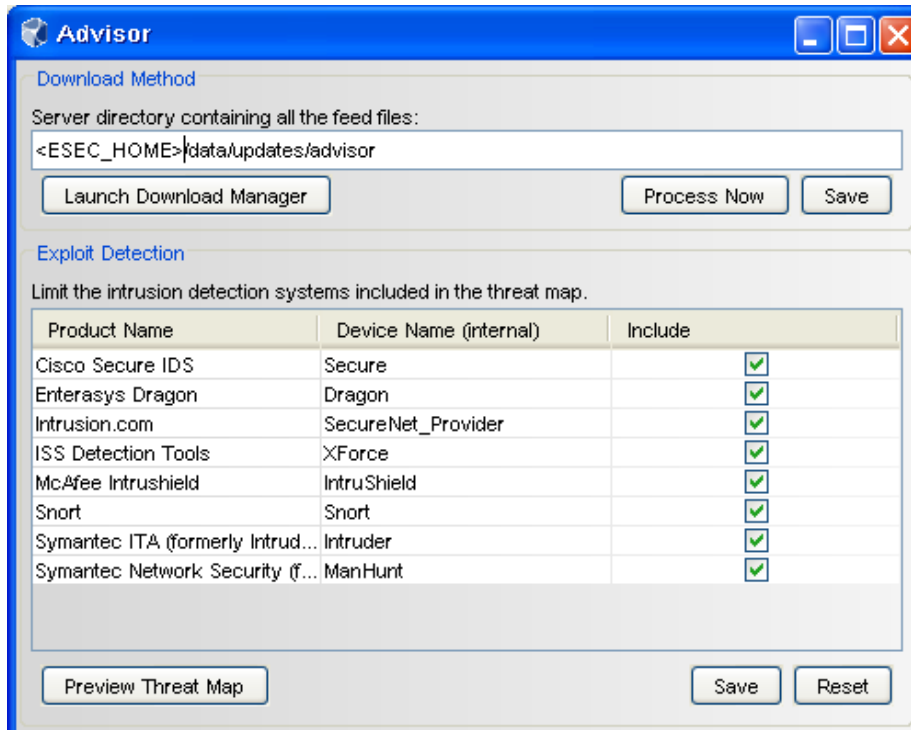 Advisor
Download Method
Server directory containing all the feed files:
<ESEC_HOME>/data/updates/advisor
Launch Download Manager Process Now Save
Exploit Detection
Limit the intrusion detection systems included in the threat map.
Product Name Device Name (internal) Include
Cisco Secure IDS Secure
Enterasys Dragon Dragon
Intrusion.com SecureNet_Provider
ISS Detection Tools XForce
McAfee Intrushield IntruShield
Snort Snort
Symantec ITA (formerly Intrud... Intruder
Symantec Network Security (f... ManHunt
Preview Threat Map Save Reset